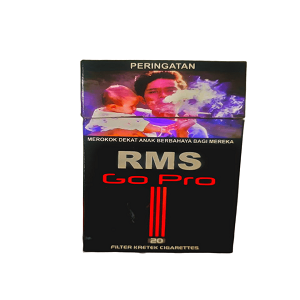 PERINGATAN
MEROKOK DEKAT ANAK BERBAHAYA BAGI MEREKA
RMS
Go Pro
20
FILTER KRETEK CIGARETTES